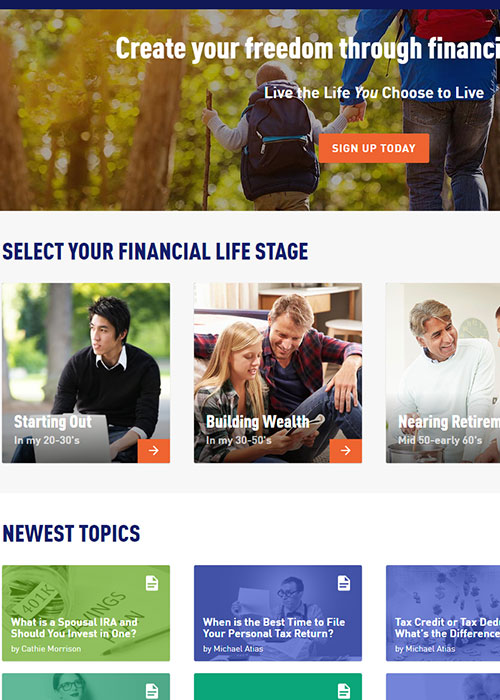 Create your freedom through financi
Live the Life You Choose to Live
SIGN UP TODAY
SELECT YOUR FINANCIAL LIFE STAGE
Starting Out
In my 20-30's
Building Wealth
In my 30-50's
Nearing Retirem
Mid 50-early 60's
NEWEST TOPICS
401K
What is a Spousal IRA and
Should You Invest in One?
by Cathie Morrison
When is the Best Time to File
Your Personal Tax Return?
by Michael Atias
Tax Credit or Tax Dedu
What's the Difference
by Michael Atias